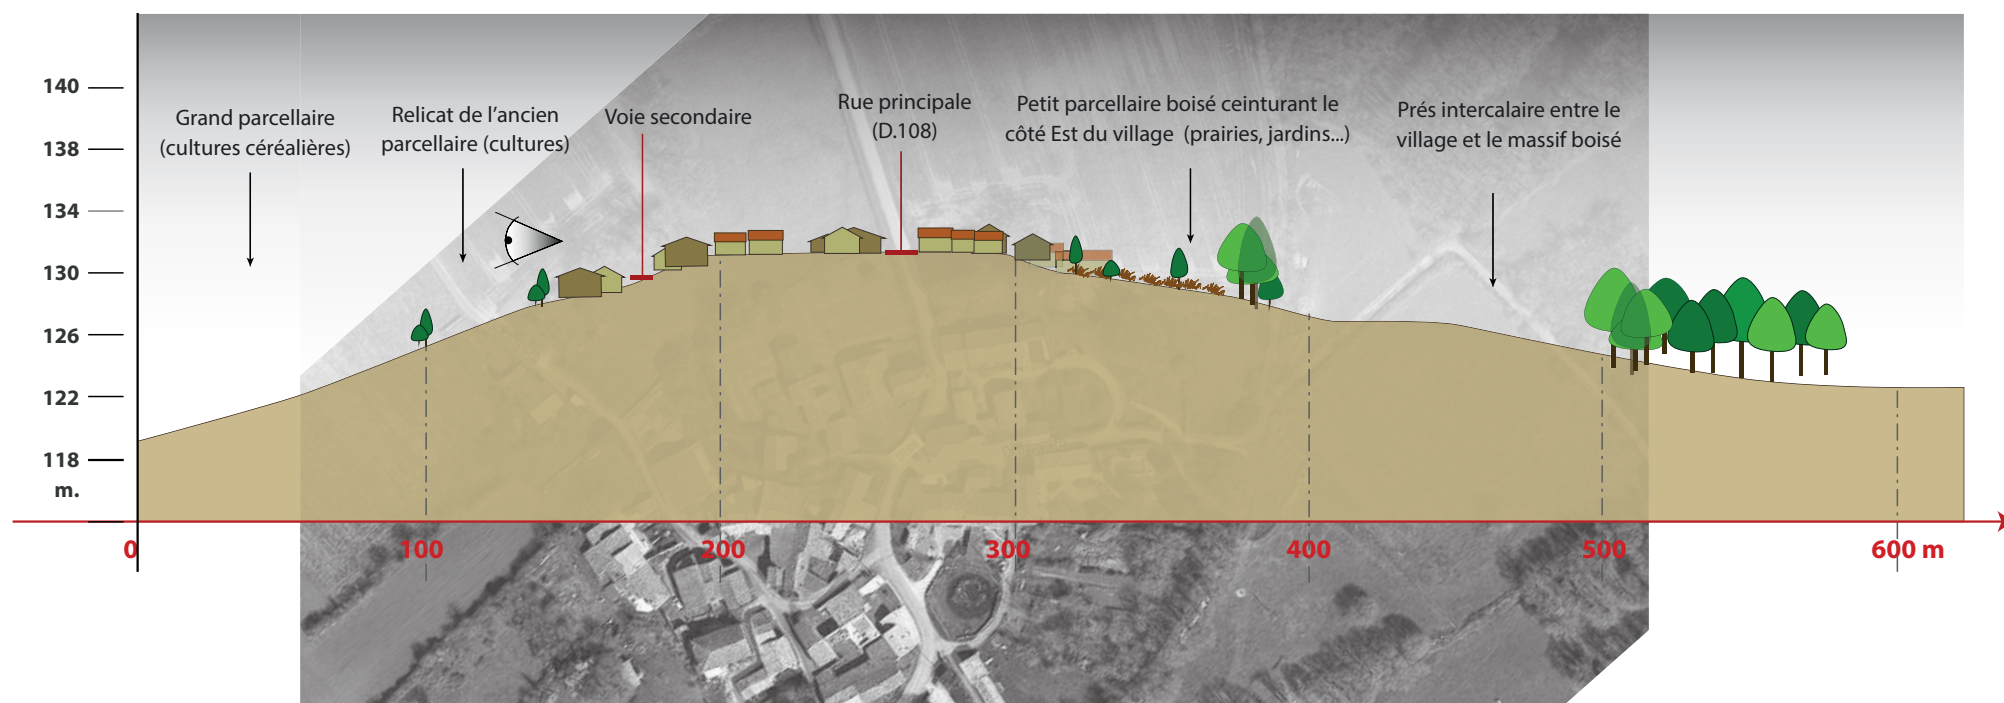 140
138
134
130
126
122
118
m.
Grand parcellaire
(cultures céréalières)
Relicat de l’ancien
parcellaire (cultures)
Voie secondaire
Rue principale
(D.108)
Petit parcellaire boisé ceinturant le
côté Est du village (prairies, jardins...)
Prés intercalaire entre le
village et le massif boisé
0
100
200
300
400
500
600 m